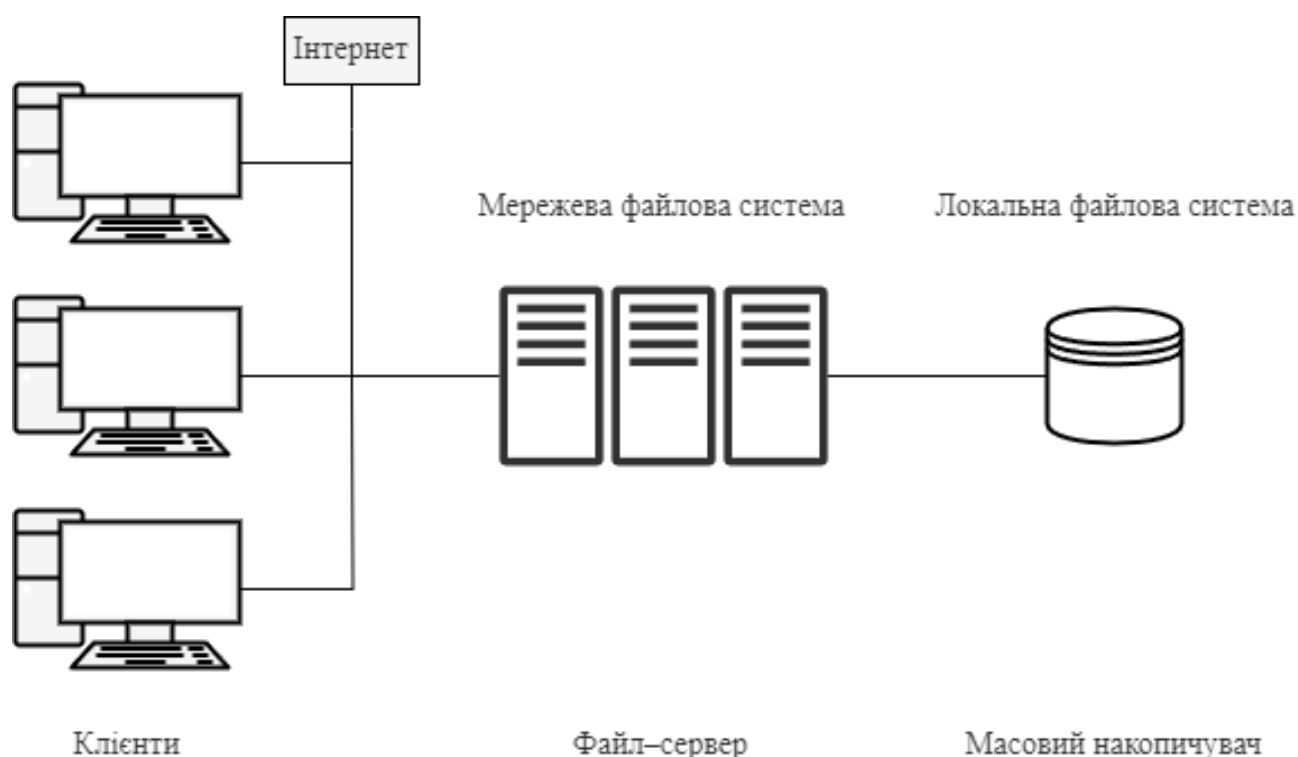 Інтернет
Мережева файлова система
Локальна файлова система
Клієнти
Файл–сервер
Масовий накопичувач